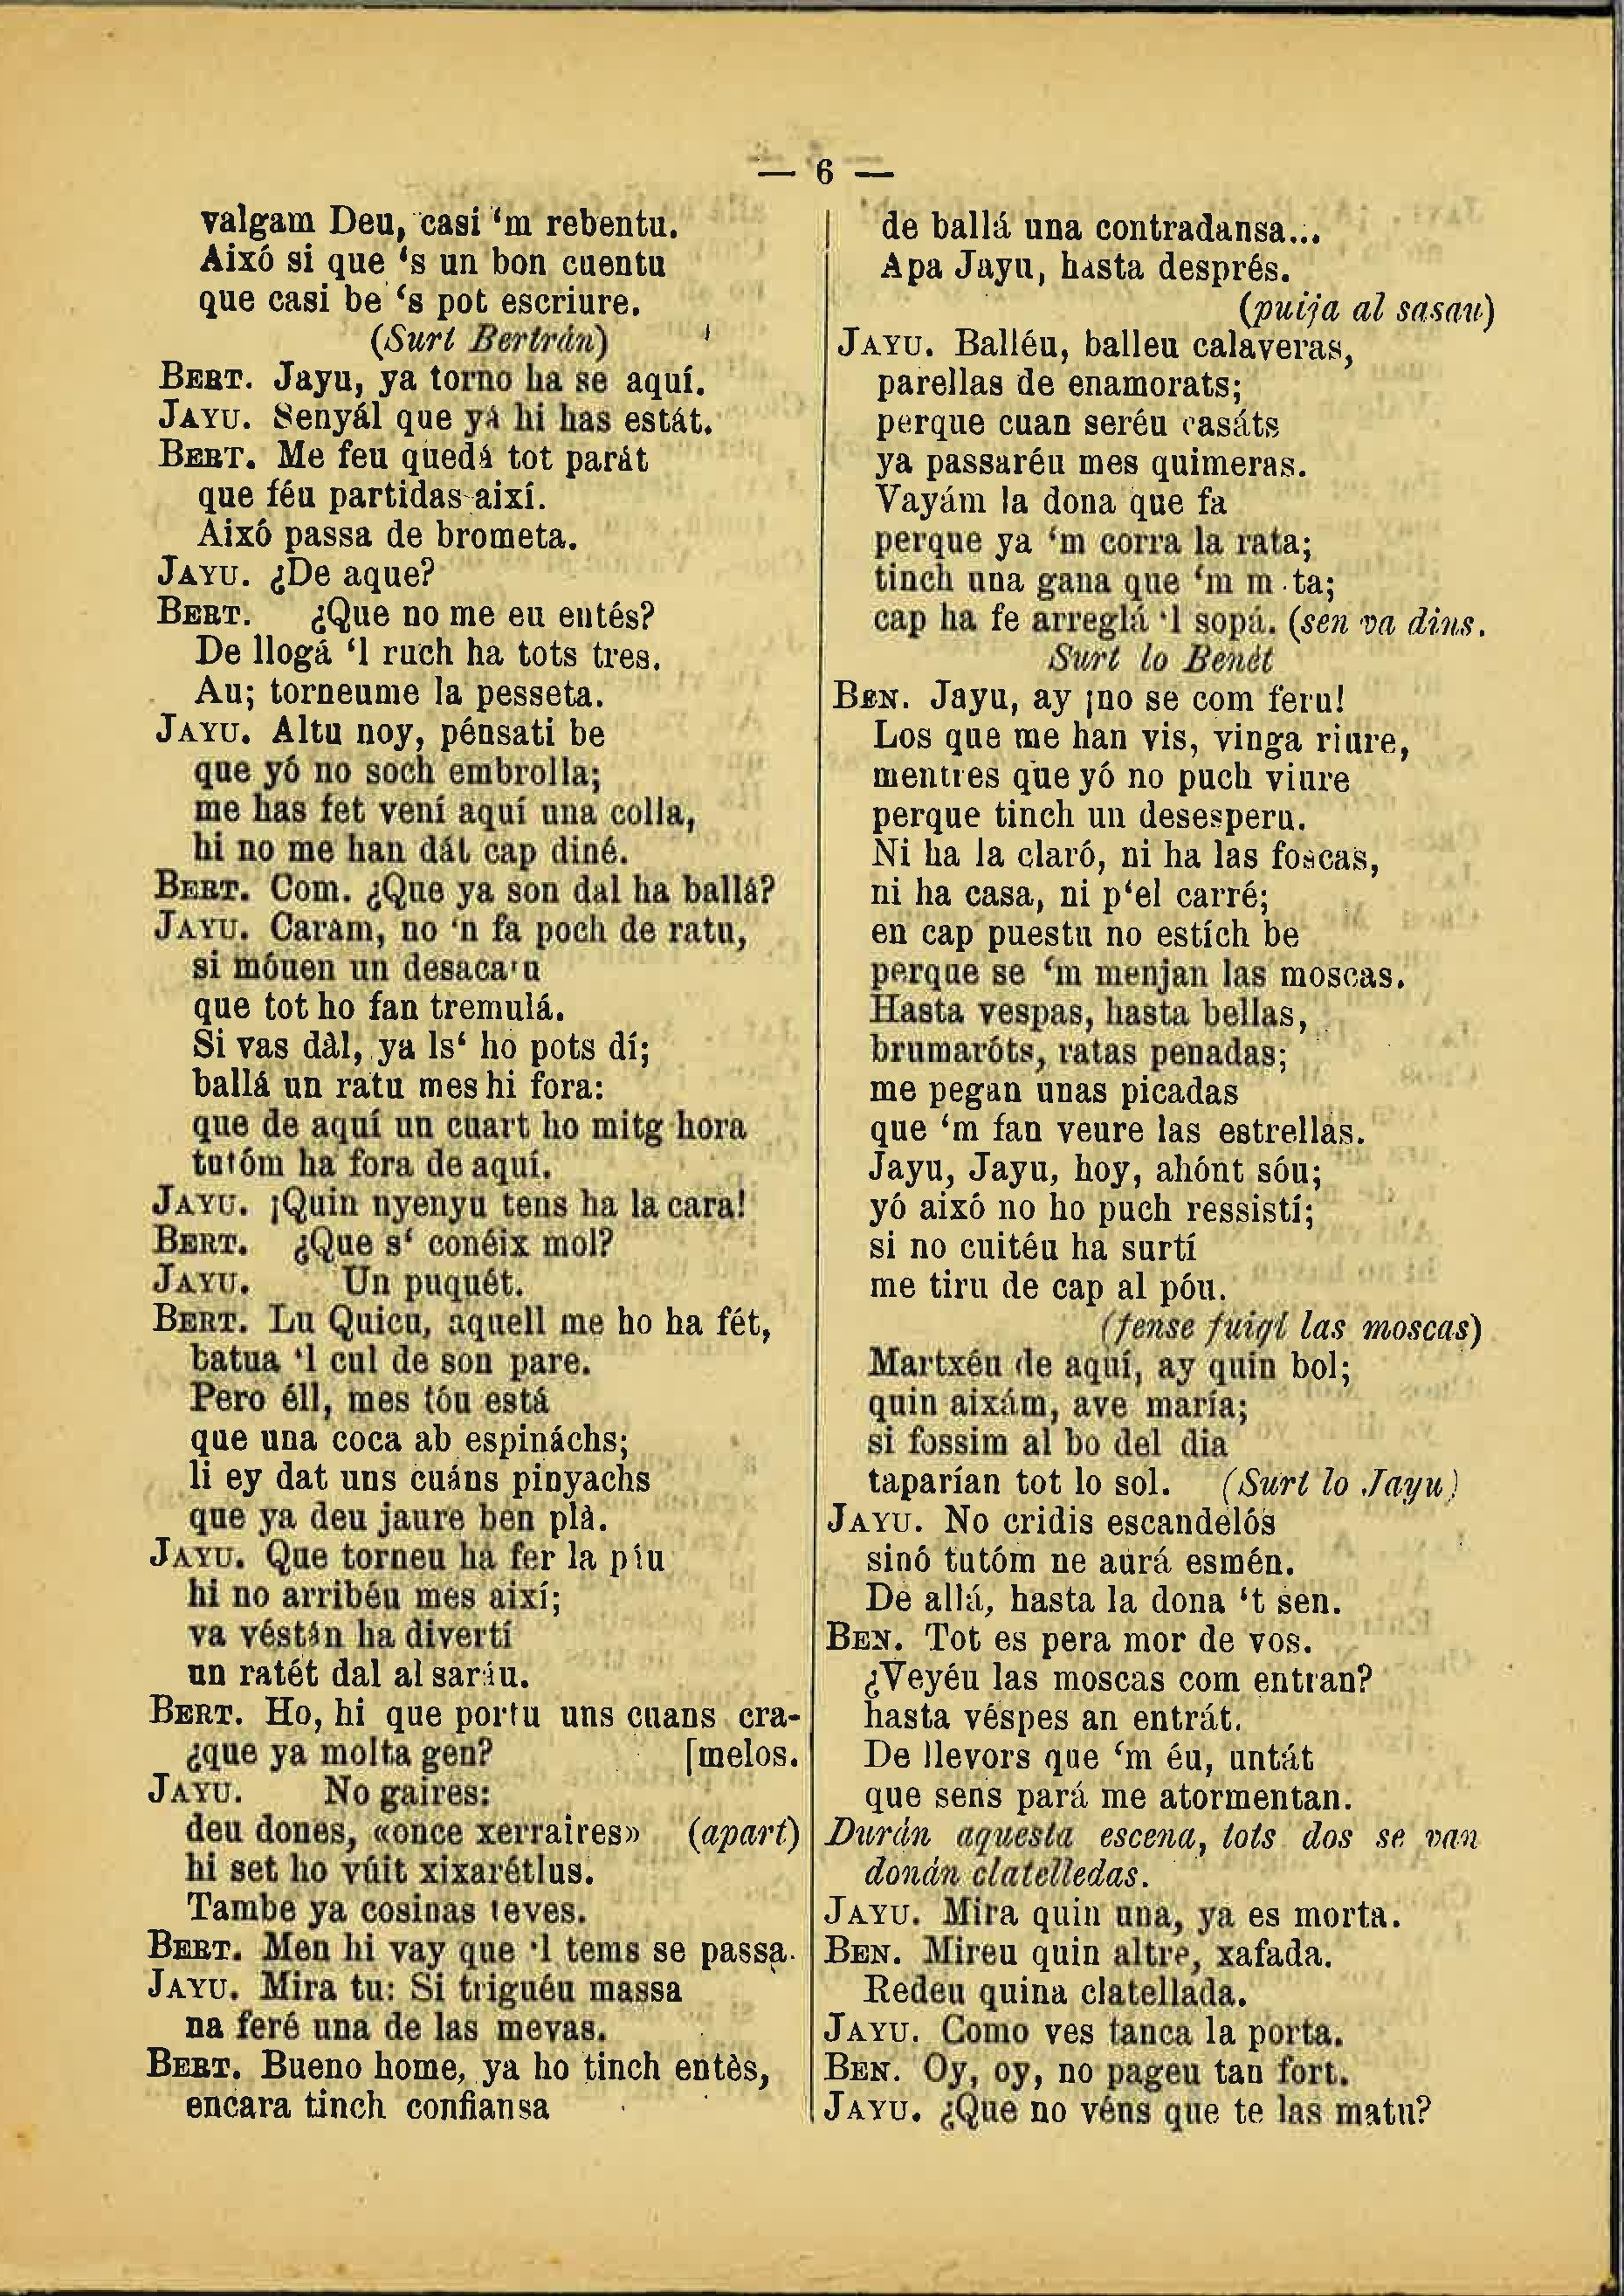 — 6 —
valgam Deu, casi ‘m rebentu.
Aixó si que ‘s un bon cuentu
que casi be ‘s pot escriure.
(Surt Bertrán)
BERT. Jayu, ya torno ha se aquí.
JAYU. Senyál que yá hi has estát.
BERT. Me feu quedá tot parát
que féu partidas així.
Aixó passa de brometa.
JAYU. ¿De aque?
BERT. ¿Que no me eu entés?
De llogá ‘l ruch ha tots tres.
Au; torneume la pesseta.
JAYU. Altu noy, pénsati be
que yó no soch embrolla;
me has fet vení aquí una colla,
hi no me han dát cap diné.
BERT. Com. ¿Que ya son dal ha ballá?
JAYU. Caram, no ‘n fa poch de ratu,
si móuen un desacatu
que tot ho fan tremulá.
Si vas dàl, ya ls‘ ho pots dí;
ballá un ratu mes hi fora:
que de aquí un cuart ho mitg hora
tutóm ha fora de aquí.
JAYU. ¡Quin nyenyu tens ha la cara!
BERT. ¿Que s‘ conéix mol?
JAYU. Un puquét.
BERT. Lu Quicu, aquell me ho ha fét,
batua ‘l cul de son pare.
Pero éll, mes tóu está
que una coca ab espináchs;
li ey dat uns cuáns pinyachs
que ya deu jaure ben plà.
JAYU. Que torneu ha fer la píu
hi no arribéu mes així;
va véstán ha divertí
un ratét dal al saráu.
BERT. Ho, hi que portu uns cuans cra-
¿que ya molta gen? [melos.
JAYU. No gaires:
deu dones, «once xerraires» (apart)
hi set ho vúit xixarétlus.
Tambe ya cosinas teves.
BERT. Men hi vay que ‘l tems se passa.
JAYU. Mira tu: Si triguéu massa
na feré una de las mevas.
BERT. Bueno home, ya ho tinch entès,
encara tinch confiansa
de ballá una contradansa...
Apa Jayu, hasta després.
(puija al sasau)
JAYU. Balléu, balleu calaveras,
parellas de enamorats;
perque cuan seréu casáts
ya passaréu mes quimeras.
Vayám la dona que fa
perque ya ‘m corra la rata;
tinch una gana que ‘m m ta;
cap ha fe arreglá ‘l sopá. (sen va dins.
Surt lo Benét
BEN. Jayu, ay ¡no se com feru!
Los que me han vis, vinga riure,
mentres que yó no puch viure
perque tinch un desesperu.
Ni ha la claró, ni ha las foscas,
ni ha casa, ni p‘el carré;
en cap puestu no estích be
perque se ‘m menjan las moscas.
Hasta vespas, hasta bellas,
brumaróts, ratas penadas;
me pegan unas picadas
que ‘m fan veure las estrellas.
Jayu, Jayu, hoy, ahónt sóu;
yó aixó no ho puch ressistí;
si no cuitéu ha surtí
me tiru de cap al póu.
(fense fuigí las moscas)
Martxéu de aquí, ay quin bol;
quin aixám, ave maría;
si fossim al bo del dia
taparían tot lo sol. (Surt lo Jayu)
JAYU. No cridis escandelós
sinó tutóm ne aurá esmén.
De allá, hasta la dona ‘t sen.
BEN. Tot es pera mor de vos.
¿Veyéu las moscas com entran?
hasta véspes an entrát.
De llevors que ‘m éu, untát
que sens pará me atormentan.
Durán aquesta escena, tots dos se van
donán clatelledas.
JAYU. Mira quin una, ya es morta.
BEN. Mireu quin altre, xafada.
Redeu quina clatellada.
JAYU. Como ves tanca la porta.
BEN. Oy, oy, no pageu tan fort.
JAYU. ¿Que no véns que te las matu?